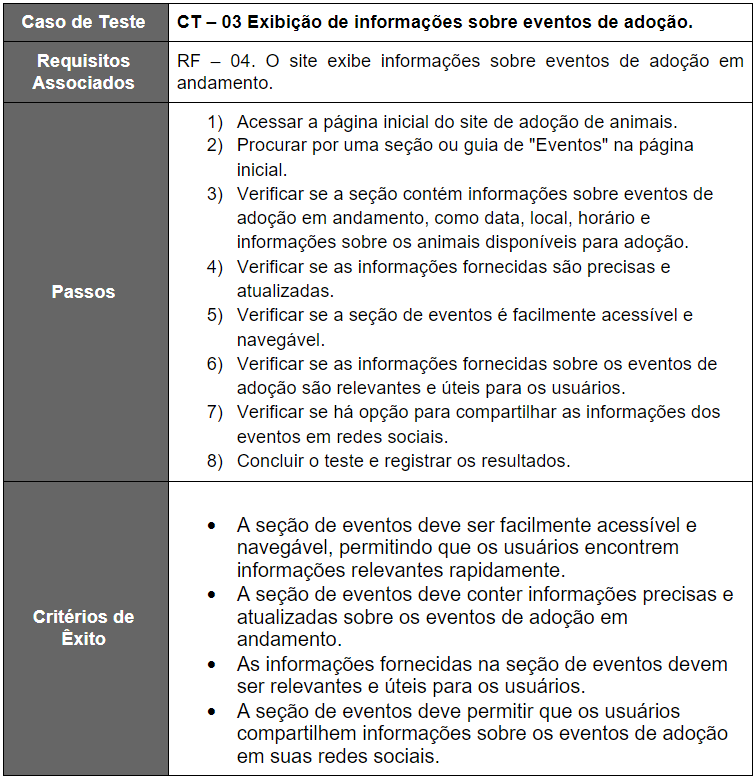 Caso de Teste
CT – 03 Exibição de informações sobre eventos de adoção.
Requisitos
Associados
RF – 04. O site exibe informações sobre eventos de adoção em
andamento.
Passos
1) Acessar a página inicial do site de adoção de animais.
2) Procurar por uma seção ou guia de "Eventos" na página
inicial.
3) Verificar se a seção contém informações sobre eventos de
adoção em andamento, como data, local, horário e
informações sobre os animais disponíveis para adoção.
4) Verificar se as informações fornecidas são precisas e
atualizadas.
5) Verificar se a seção de eventos é facilmente acessível e
navegável.
6) Verificar se as informações fornecidas sobre os eventos de
adoção são relevantes e úteis para os usuários.
7) Verificar se há opção para compartilhar as informações dos
eventos em redes sociais.
8) Concluir o teste e registrar os resultados.
Critérios de
Êxito
• A seção de eventos deve ser facilmente acessível e
navegável, permitindo que os usuários encontrem
informações relevantes rapidamente.
• A seção de eventos deve conter informações precisas e
atualizadas sobre os eventos de adoção em
andamento.
• As informações fornecidas na seção de eventos devem
ser relevantes e úteis para os usuários.
• A seção de eventos deve permitir que os usuários
compartilhem informações sobre os eventos de adoção
em suas redes sociais.